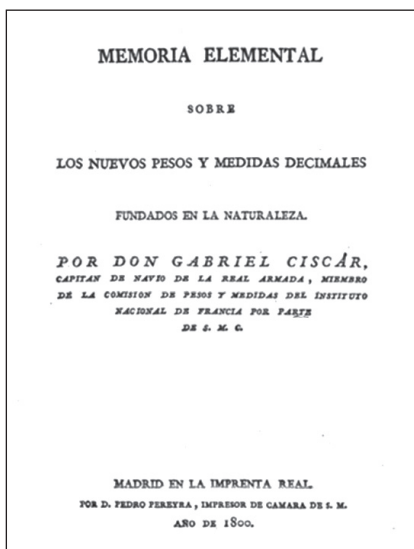 MEMORIA ELEMENTAL
SOBRE
LOS NUEVOS PESOS Y MEDIDAS DECIMALES
FUNDADOS EN LA NATURALEZA.
POR DON GABRIEL CISCÁR,
CAPITAN DE NAVIO DE LA REAL ARMADA, MIEMBRO
DE LA COMISION DE PESOS Y MEDIDAS DEL INSTITUTO
NACIONAL DE FRANCIA POR PARTE
DE S. M. C.
MADRID EN LA IMPRENTA REAL.
POR D. PEDRO PEREYRA, IMPRESOR DE CAMARA DE S. M.
AÑO DE 1800.